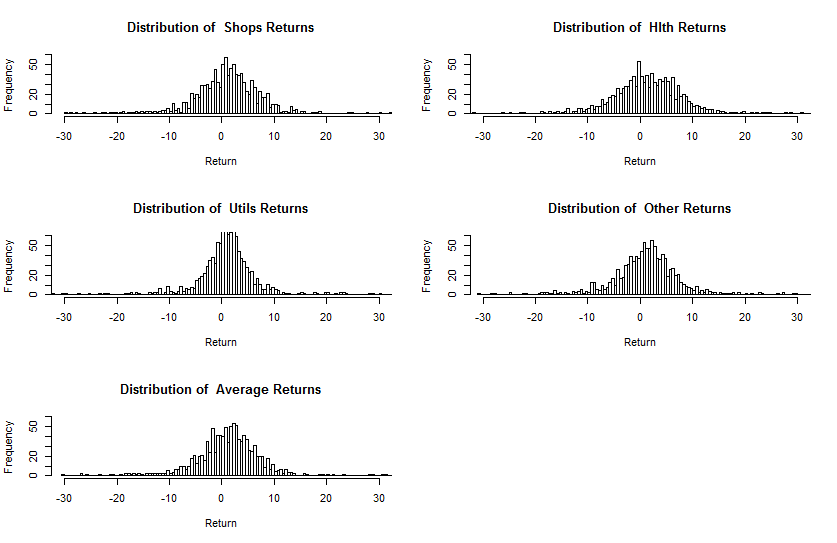 Distribution of  Shops Returns
Frequency
50
20
0
-30 -20 -10 0 10 20 30
Return
Distribution of  Hlth Returns
Frequency
50
20
0
-30 -20 -10 0 10 20 30
Return
Distribution of  Utils Returns
Frequency
50
20
0
-30 -20 -10 0 10 20 30
Return
Distribution of  Other Returns
Frequency
50
20
0
-30 -20 -10 0 10 20 30
Return
Distribution of  Average Returns
Frequency
50
20
0
-30 -20 -10 0 10 20 30
Return